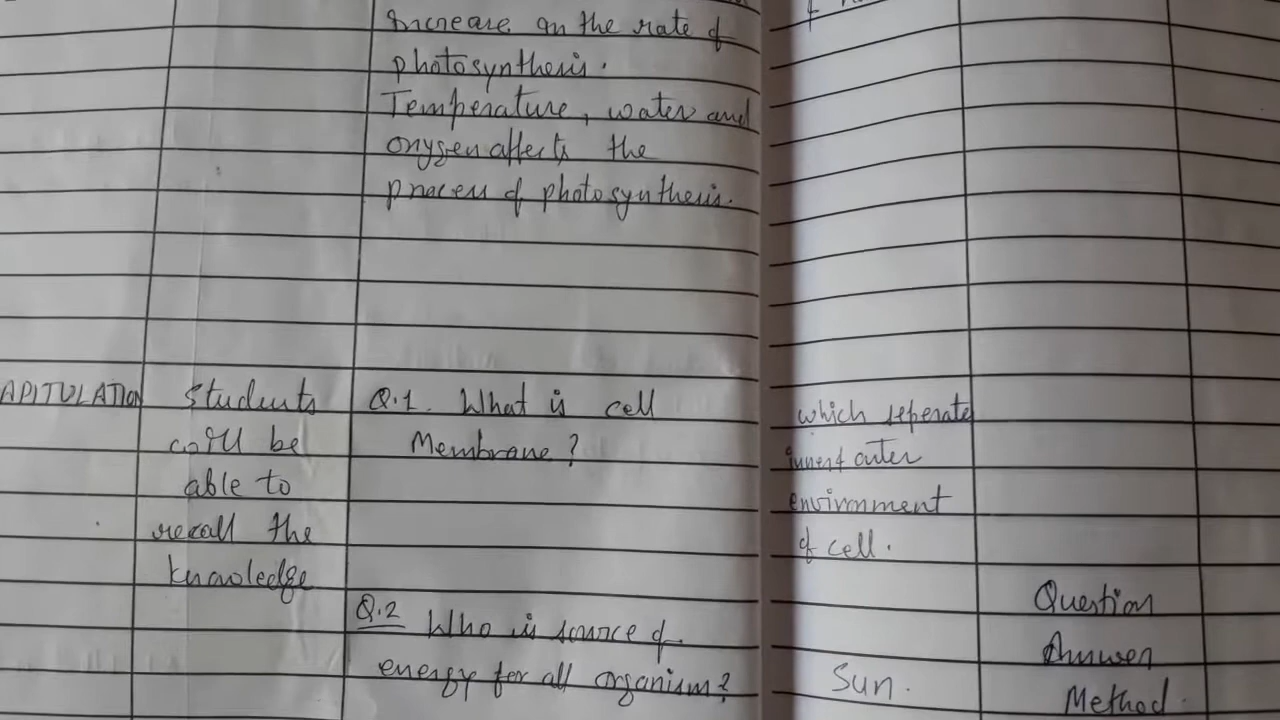 Increase in the rate of
photosynthesis.
Temperature, water and
oxygen affects the
process of photosynthesis.
APITULATION
Students
will be
able to
recall the
knowledge
Q.1. What is cell
Membrane?
Q.2 Who is source of
energy for all organism?
which seperate
inner & outer
environment
of cell.
Sun.
Question
Answer
Method.